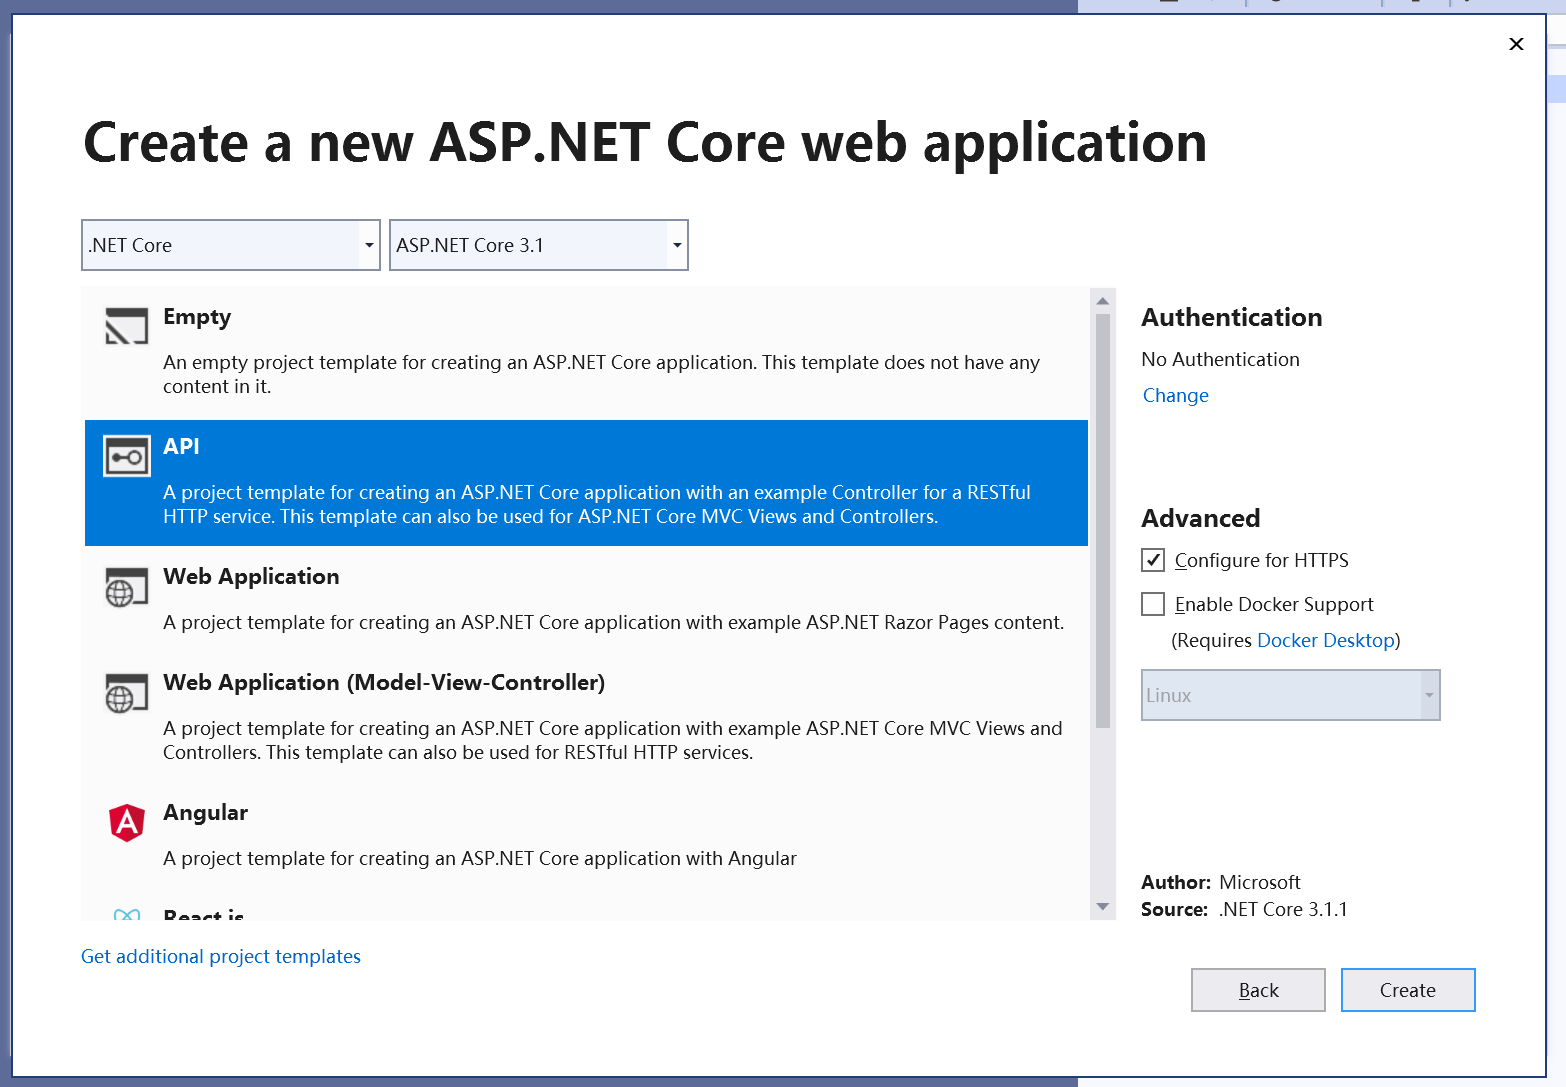 Create a new ASP.NET Core web application
.NET Core
ASP.NET Core 3.1
Empty
An empty project template for creating an ASP.NET Core application. This template does not have any
content in it.
API
A project template for creating an ASP.NET Core application with an example Controller for a RESTful
HTTP service. This template can also be used for ASP.NET Core MVC Views and Controllers.
Web Application
A project template for creating an ASP.NET Core application with example ASP.NET Razor Pages content.
Web Application (Model-View-Controller)
A project template for creating an ASP.NET Core application with example ASP.NET Core MVC Views and
Controllers. This template can also be used for RESTful HTTP services.
Angular
A project template for creating an ASP.NET Core application with Angular
React.js
Get additional project templates
Authentication
No Authentication
Change
Advanced
Configure for HTTPS
Enable Docker Support
(Requires Docker Desktop)
Linux
Author: Microsoft
Source: .NET Core 3.1.1
Back
Create